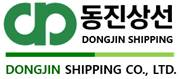 동진상선
DONGJIN SHIPPING
DONGJIN SHIPPING CO., LTD.